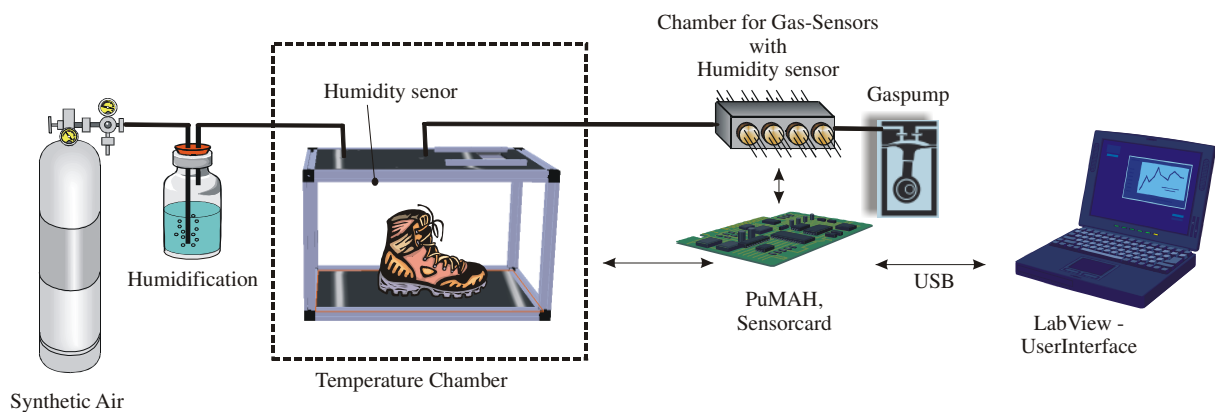 Chamber for Gas-Sensors
with
Humidity sensor
Humidity senor
Gaspump
Humidification
USB
PuMAH,
Sensorcard
LabView -
UserInterface
Temperature Chamber
Synthetic Air